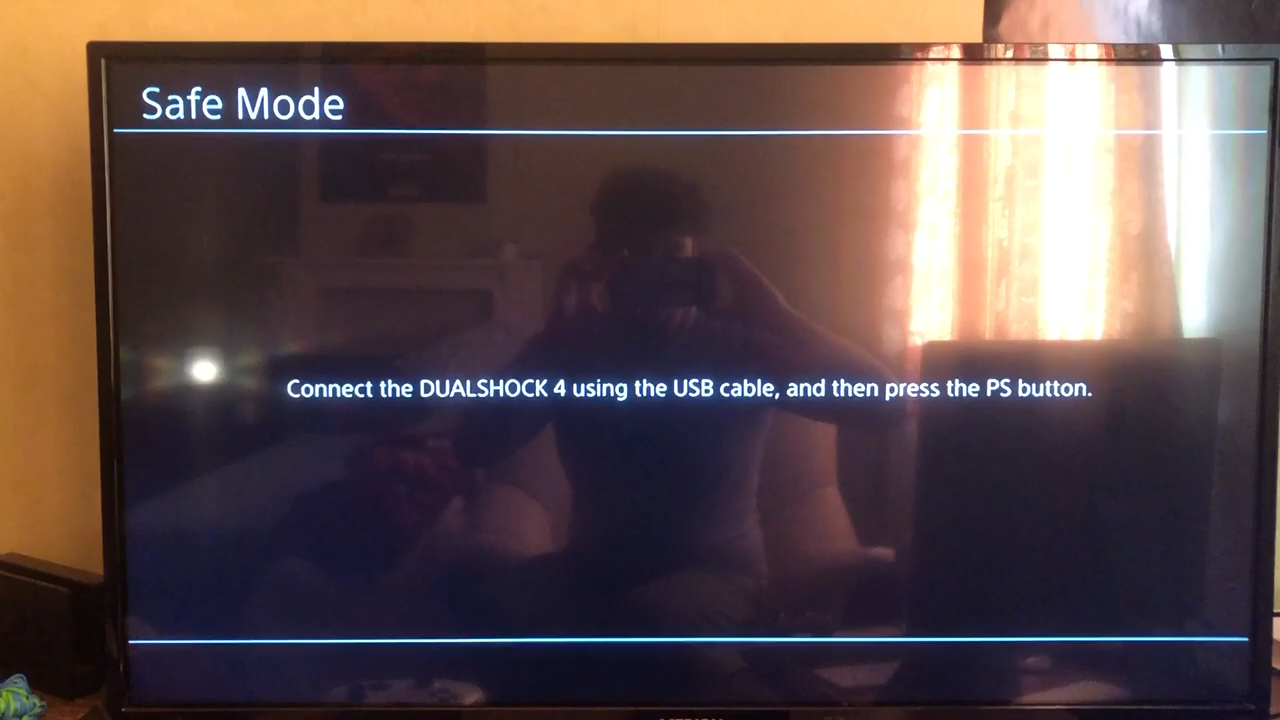 Safe Mode
Connect the DUALSHOCK 4 using the USB cable, and then press the PS button.